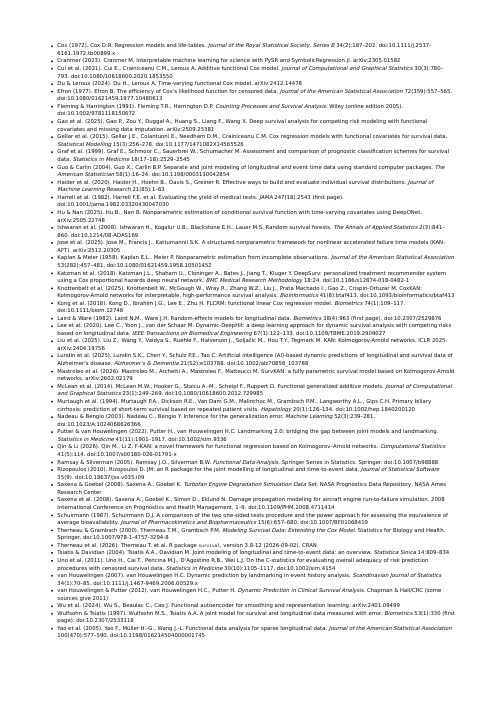 • Cox (1972). Cox D.R. Regression models and life-tables. Journal of the Royal Statistical Society, Series B 34(2):187–202. doi:10.1111/j.2517-
6161.1972.tb00899.x
• Cranmer (2023). Cranmer M. Interpretable machine learning for science with PySR and SymbolicRegression.jl. arXiv:2305.01582
• Cui et al. (2021). Cui E., Crainiceanu C.M., Leroux A. Additive functional Cox model. Journal of Computational and Graphical Statistics 30(3):780–
793. doi:10.1080/10618600.2020.1853550
• Du & Leroux (2024). Du H., Leroux A. Time-varying functional Cox model. arXiv:2412.14478
• Efron (1977). Efron B. The efficiency of Cox's likelihood function for censored data. Journal of the American Statistical Association 72(359):557–565.
doi:10.1080/01621459.1977.10480613
• Fleming & Harrington (1991). Fleming T.R., Harrington D.P. Counting Processes and Survival Analysis. Wiley (online edition 2005).
doi:10.1002/9781118150672
• Gao et al. (2025). Gao P., Zou Y., Duggal A., Huang S., Liang F., Wang X. Deep survival analysis for competing risk modeling with functional
covariates and missing data imputation. arXiv:2509.25381
• Gellar et al. (2015). Gellar J.E., Colantuoni E., Needham D.M., Crainiceanu C.M. Cox regression models with functional covariates for survival data.
Statistical Modelling 15(3):256–278. doi:10.1177/1471082X14565526
• Graf et al. (1999). Graf E., Schmoor C., Sauerbrei W., Schumacher M. Assessment and comparison of prognostic classification schemes for survival
data. Statistics in Medicine 18(17–18):2529–2545
• Guo & Carlin (2004). Guo X., Carlin B.P. Separate and joint modeling of longitudinal and event time data using standard computer packages. The
American Statistician 58(1):16–24. doi:10.1198/0003130042854
• Haider et al. (2020). Haider H., Hoehn B., Davis S., Greiner R. Effective ways to build and evaluate individual survival distributions. Journal of
Machine Learning Research 21(85):1–63
• Harrell (1982). Harrell F.E. et al. Evaluating the yield of medical tests. JAMA 247(18):2543 (first page).
doi:10.1001/jama.1982.03320430047030
• Hu & Nan (2025). Hu B., Nan B. Nonparametric estimation of conditional survival function with time-varying covariates using DeepONet.
arXiv:2505.22748
• Ishwaran et al. (2008). Ishwaran H., Kogalur U.B., Blackstone E.H., Lauer M.S. Random survival forests. The Annals of Applied Statistics 2(3):841–
860. doi:10.1214/08-AOAS169
• Jose et al. (2025). Jose M., Francis J., Kattumannil S.K. A structured nonparametric framework for nonlinear accelerated failure time models (KAN-
AFT). arXiv:2512.20305
• Kaplan & Meier (1958). Kaplan E.L., Meier P. Nonparametric estimation from incomplete observations. Journal of the American Statistical Association
53(282):457–481. doi:10.1080/01621459.1958.10501452
• Katzman et al. (2018). Katzman J.L., Shaham U., Cloninger A., Bates J., Jiang T., Kluger Y. DeepSurv: personalized treatment recommender system
using a Cox proportional hazards deep neural network. BMC Medical Research Methodology 18:24. doi:10.1186/s12874-018-0482-1
• Knottenbelt et al. (2025). Knottenbelt W., McGough W., Wray R., Zhang W.Z., Liu J., Prata Machado I., Gao Z., Crispin-Ortuzar M. CoxKAN:
Kolmogorov-Arnold networks for interpretable, high-performance survival analysis. Bioinformatics 41(8):btaf413. doi:10.1093/bioinformatics/btaf413
• Kong et al. (2018). Kong D., Ibrahim J.G., Lee E., Zhu H. FLCRM: functional linear Cox regression model. Biometrics 74(1):109–117.
doi:10.1111/biom.12748
• Laird & Ware (1982). Laird N.M., Ware J.H. Random-effects models for longitudinal data. Biometrics 38(4):963 (first page). doi:10.2307/2529876
• Lee et al. (2020). Lee C., Yoon J., van der Schaar M. Dynamic-DeepHit: a deep learning approach for dynamic survival analysis with competing risks
based on longitudinal data. IEEE Transactions on Biomedical Engineering 67(1):122–133. doi:10.1109/TBME.2019.2909027
• Liu et al. (2025). Liu Z., Wang Y., Vaidya S., Ruehle F., Halverson J., Soljačić M., Hou T.Y., Tegmark M. KAN: Kolmogorov-Arnold networks. ICLR 2025.
arXiv:2404.19756
• Lundin et al. (2025). Lundin S.K., Chen Y., Schulz P.E., Tao C. Artificial intelligence (AI)-based dynamic predictions of longitudinal and survival data of
Alzheimer's disease. Alzheimer's & Dementia 21(S2):e103788. doi:10.1002/alz70856_103788
• Mastroleo et al. (2026). Mastroleo M., Archetti A., Mastroleo F., Matteucci M. SurvKAN: a fully parametric survival model based on Kolmogorov-Arnold
networks. arXiv:2602.02179
• McLean et al. (2014). McLean M.W., Hooker G., Staicu A.-M., Scheipl F., Ruppert D. Functional generalized additive models. Journal of Computational
and Graphical Statistics 23(1):249–269. doi:10.1080/10618600.2012.729985
• Murtaugh et al. (1994). Murtaugh P.A., Dickson E.R., Van Dam G.M., Malinchoc M., Grambsch P.M., Langworthy A.L., Gips C.H. Primary biliary
cirrhosis: prediction of short-term survival based on repeated patient visits. Hepatology 20(1):126–134. doi:10.1002/hep.1840200120
• Nadeau & Bengio (2003). Nadeau C., Bengio Y. Inference for the generalization error. Machine Learning 52(3):239–281.
doi:10.1023/A:1024068626366
• Putter & van Houwelingen (2022). Putter H., van Houwelingen H.C. Landmarking 2.0: bridging the gap between joint models and landmarking.
Statistics in Medicine 41(11):1901–1917. doi:10.1002/sim.9336
• Qin & Li (2026). Qin M., Li Z. F-KAN: a novel framework for functional regression based on Kolmogorov–Arnold networks. Computational Statistics
41(5):114. doi:10.1007/s00180-026-01791-x
• Ramsay & Silverman (2005). Ramsay J.O., Silverman B.W. Functional Data Analysis. Springer Series in Statistics. Springer. doi:10.1007/b98888
• Rizopoulos (2010). Rizopoulos D. JM: an R package for the joint modelling of longitudinal and time-to-event data. Journal of Statistical Software
35(9). doi:10.18637/jss.v035.i09
• Saxena & Goebel (2008). Saxena A., Goebel K. Turbofan Engine Degradation Simulation Data Set. NASA Prognostics Data Repository, NASA Ames
Research Center
• Saxena et al. (2008). Saxena A., Goebel K., Simon D., Eklund N. Damage propagation modeling for aircraft engine run-to-failure simulation. 2008
International Conference on Prognostics and Health Management, 1–9. doi:10.1109/PHM.2008.4711414
• Schuirmann (1987). Schuirmann D.J. A comparison of the two one-sided tests procedure and the power approach for assessing the equivalence of
average bioavailability. Journal of Pharmacokinetics and Biopharmaceutics 15(6):657–680. doi:10.1007/BF01068419
• Therneau & Grambsch (2000). Therneau T.M., Grambsch P.M. Modeling Survival Data: Extending the Cox Model. Statistics for Biology and Health.
Springer. doi:10.1007/978-1-4757-3294-8
• Therneau et al. (2026). Therneau T. et al. R package survival, version 3.8-12 (2026-09-02). CRAN
• Tsiatis & Davidian (2004). Tsiatis A.A., Davidian M. Joint modeling of longitudinal and time-to-event data: an overview. Statistica Sinica 14:809–834
• Uno et al. (2011). Uno H., Cai T., Pencina M.J., D'Agostino R.B., Wei L.J. On the C-statistics for evaluating overall adequacy of risk prediction
procedures with censored survival data. Statistics in Medicine 30(10):1105–1117. doi:10.1002/sim.4154
• van Houwelingen (2007). van Houwelingen H.C. Dynamic prediction by landmarking in event history analysis. Scandinavian Journal of Statistics
34(1):70–85. doi:10.1111/j.1467-9469.2006.00529.x
• van Houwelingen & Putter (2012). van Houwelingen H.C., Putter H. Dynamic Prediction in Clinical Survival Analysis. Chapman & Hall/CRC (some
sources give 2011)
• Wu et al. (2024). Wu S., Beaulac C., Cao J. Functional autoencoder for smoothing and representation learning. arXiv:2401.09499
• Wulfsohn & Tsiatis (1997). Wulfsohn M.S., Tsiatis A.A. A joint model for survival and longitudinal data measured with error. Biometrics 53(1):330 (first
page). doi:10.2307/2533118
• Yao et al. (2005). Yao F., Müller H.-G., Wang J.-L. Functional data analysis for sparse longitudinal data. Journal of the American Statistical Association
100(470):577–590. doi:10.1198/016214504000001745